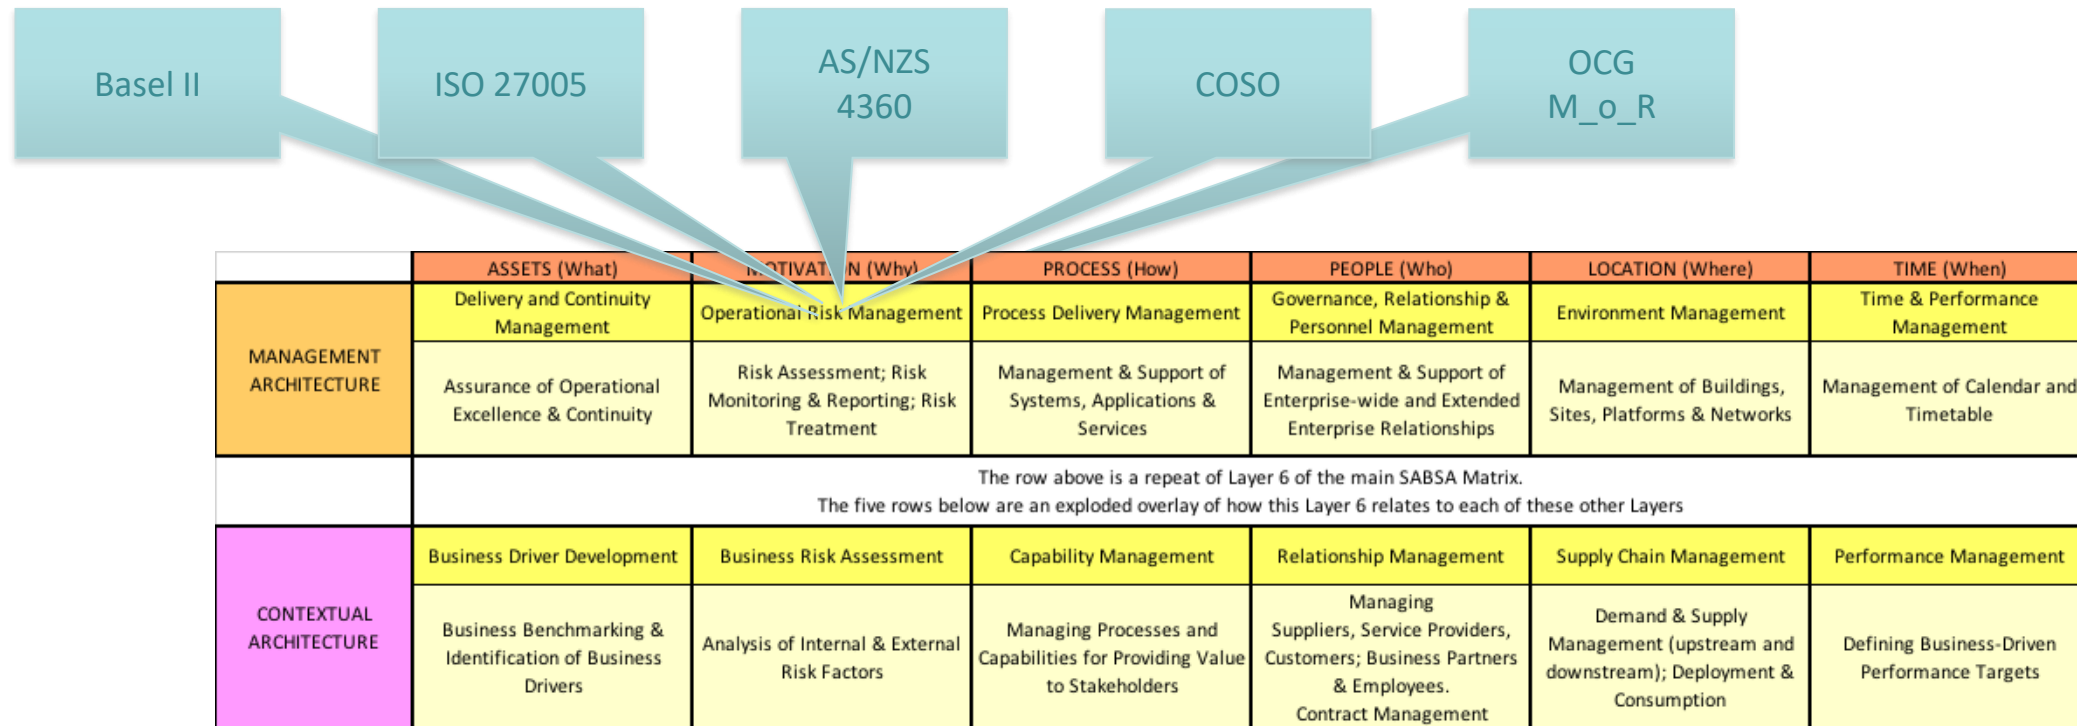 Basel II
ISO 27005
AS/NZS
4360
COSO
OCG
M_o_R
ASSETS (What)
MOTIVATION (Why)
PROCESS (How)
PEOPLE (Who)
LOCATION (Where)
TIME (When)
MANAGEMENT
ARCHITECTURE
Delivery and Continuity
Management
Operational Risk Management
Process Delivery Management
Governance, Relationship &
Personnel Management
Environment Management
Time & Performance
Management
Assurance of Operational
Excellence & Continuity
Risk Assessment; Risk
Monitoring & Reporting; Risk
Treatment
Management & Support of
Systems, Applications &
Services
Management & Support of
Enterprise-wide and Extended
Enterprise Relationships
Management of Buildings,
Sites, Platforms & Networks
Management of Calendar and
Timetable
The row above is a repeat of Layer 6 of the main SABSA Matrix.
The five rows below are an exploded overlay of how this Layer 6 relates to each of these other Layers
CONTEXTUAL
ARCHITECTURE
Business Driver Development
Business Risk Assessment
Capability Management
Relationship Management
Supply Chain Management
Performance Management
Business Benchmarking &
Identification of Business
Drivers
Analysis of Internal & External
Risk Factors
Managing Processes and
Capabilities for Providing Value
to Stakeholders
Managing
Suppliers, Service Providers,
Customers; Business Partners
& Employees.
Contract Management
Demand & Supply
Management (upstream and
downstream); Deployment &
Consumption
Defining Business-Driven
Performance Targets